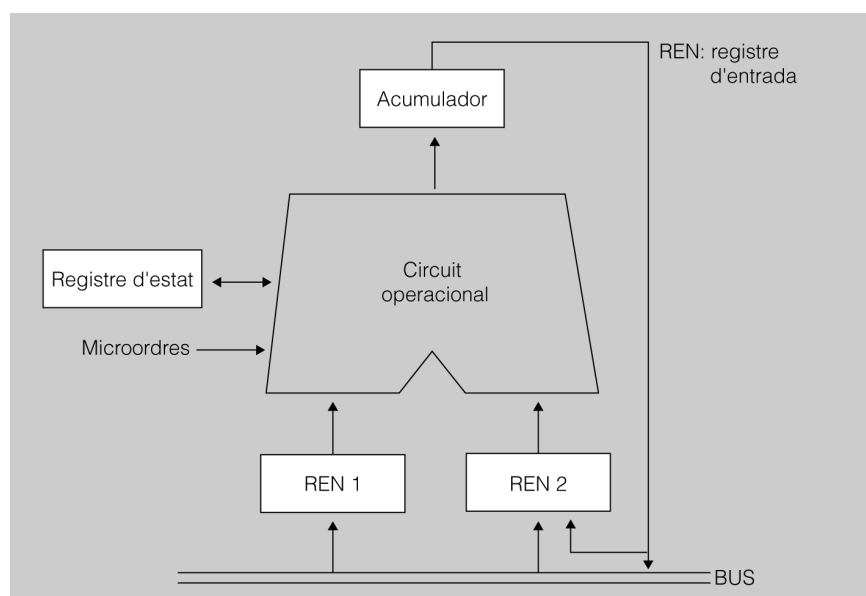 REN: registre
d'entrada
Acumulador
Registre d'estat
Circuit
operacional
Microordres
REN 1
REN 2
BUS